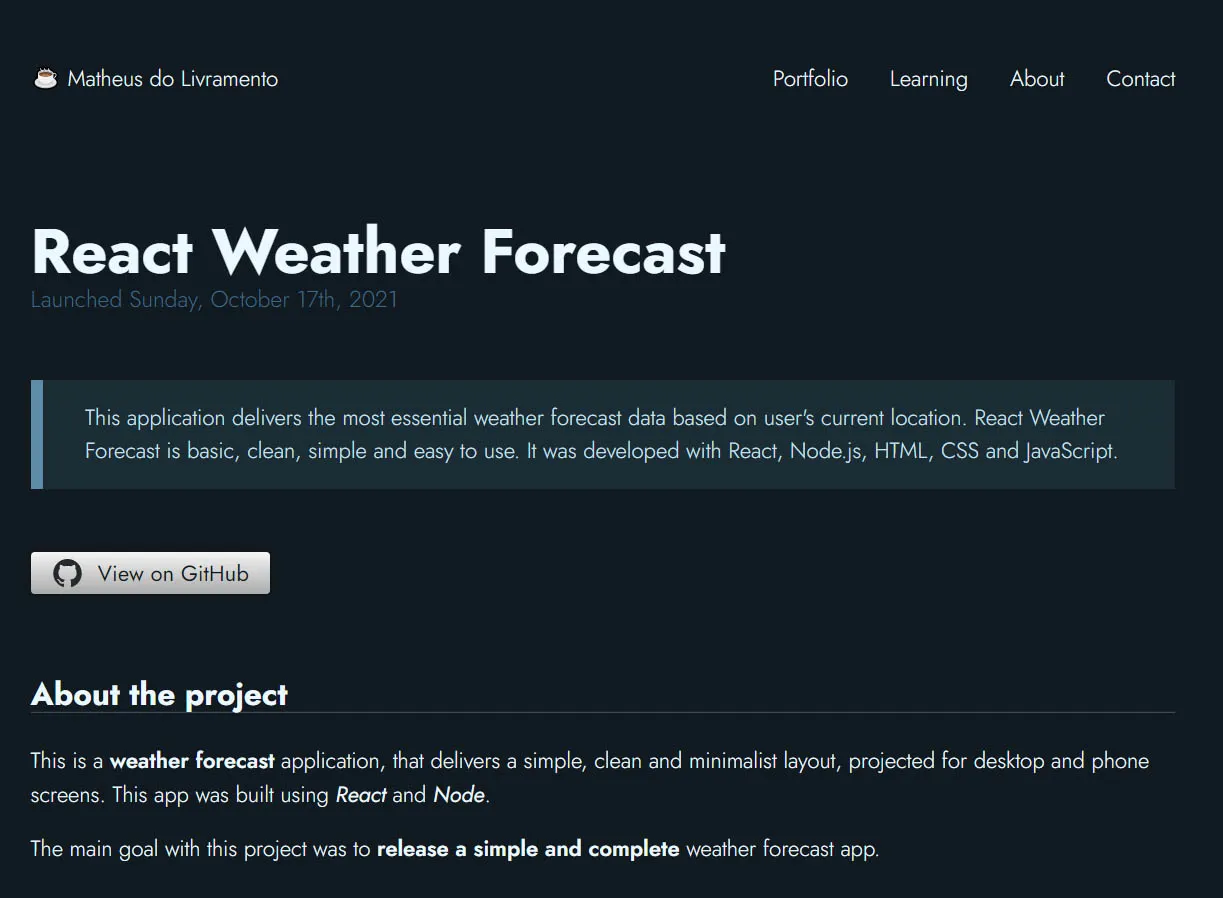 Matheus do Livramento
Portfolio Learning About Contact
React Weather Forecast
Launched Sunday, October 17th, 2021
This application delivers the most essential weather forecast data based on user's current location. React Weather
Forecast is basic, clean, simple and easy to use. It was developed with React, Node.js, HTML, CSS and JavaScript.
View on GitHub
About the project
This is a weather forecast application, that delivers a simple, clean and minimalist layout, projected for desktop and phone
screens. This app was built using React and Node.
The main goal with this project was to release a simple and complete weather forecast app.